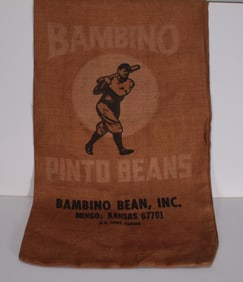 BAMBINO
PINTO BEANS
BAMBINO BEAN, INC.
MINGO, KANSAS 67701